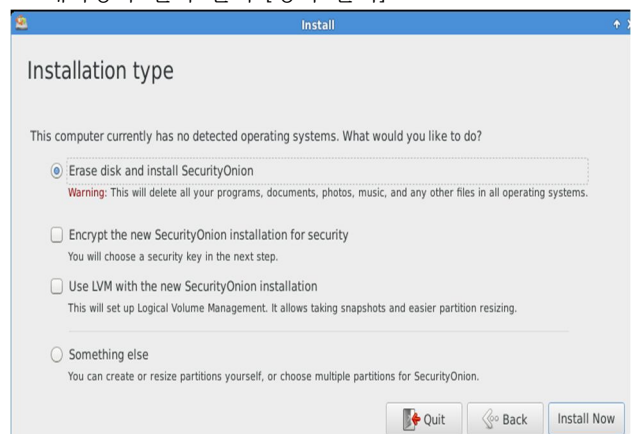 Install
Installation type
This computer currently has no detected operating systems. What would you like to do?
Erase disk and install SecurityOnion
Warning: This will delete all your programs, documents, photos, music, and any other files in all operating systems.
Encrypt the new SecurityOnion installation for security
You will choose a security key in the next step.
Use LVM with the new SecurityOnion installation
This will set up Logical Volume Management. It allows taking snapshots and easier partition resizing.
Something else
You can create or resize partitions yourself, or choose multiple partitions for SecurityOnion.
Quit
Back
Install Now